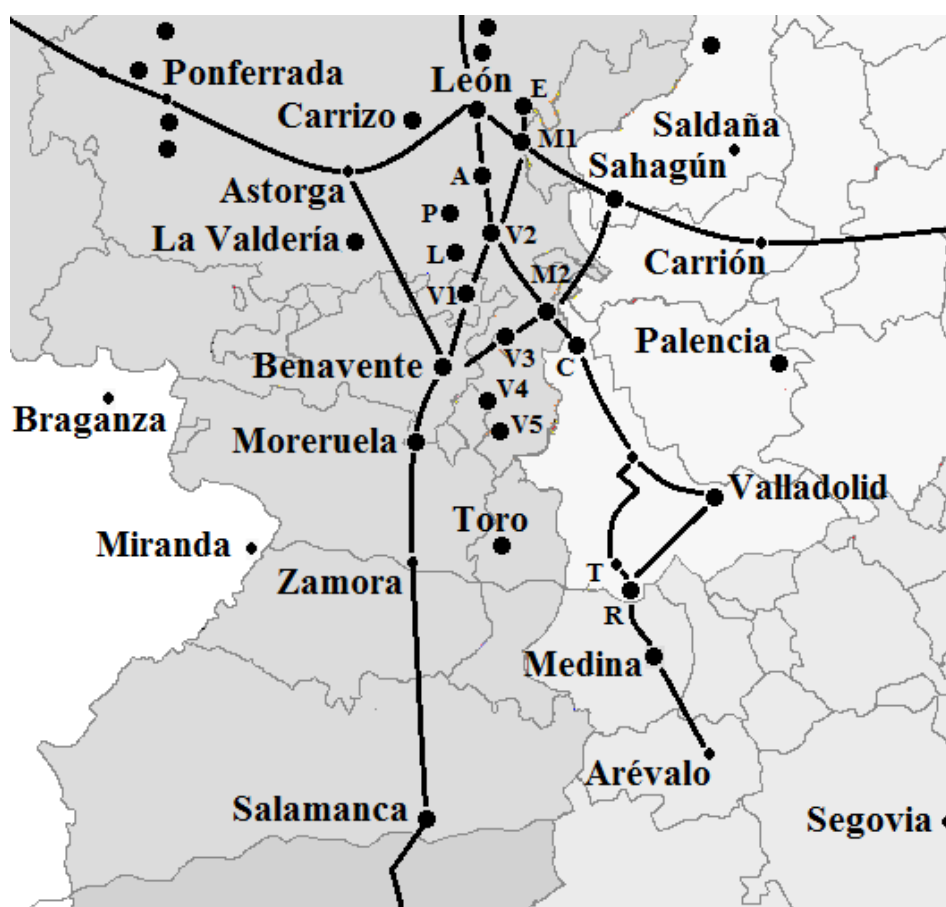 Ponferrada
León
E
Carrizo
M1
Saldaña
Sahagún
A
Astorga
P
La Valdería
V2
L
M2
Carrión
V1
Benavente
V3
C
Palencia
V4
Braganza
V5
Moreruela
Valladolid
Toro
Miranda
Zamora
T
R
Medina
Arévalo
Salamanca
Segovia